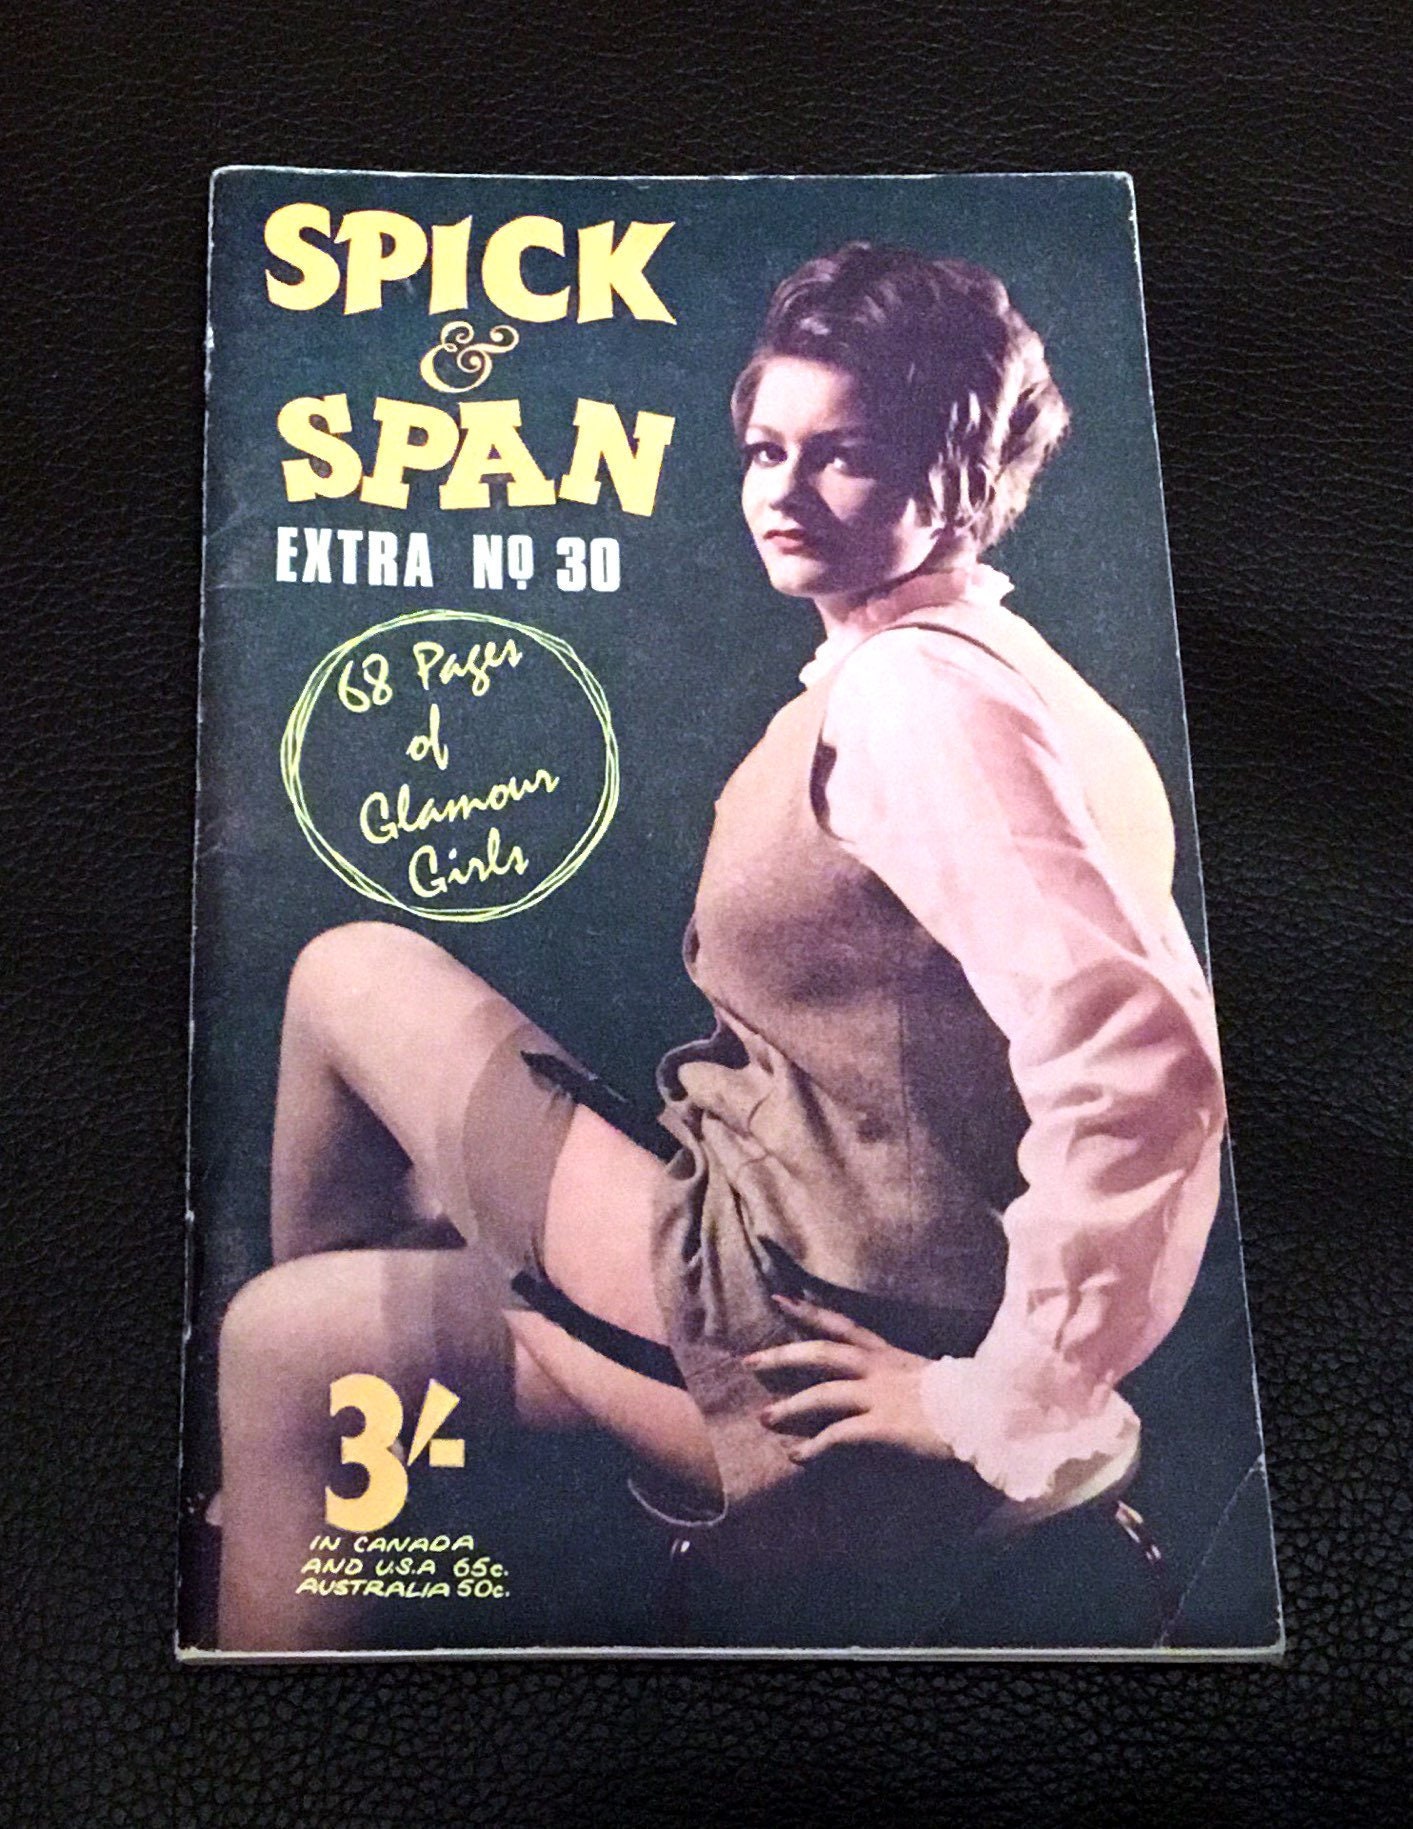 SPICK
&
SPAN
EXTRA Nº 30
68 Pages
of
Glamour
Girls
3/-
IN CANADA
AND U.S.A 65c.
AUSTRALIA 50c.